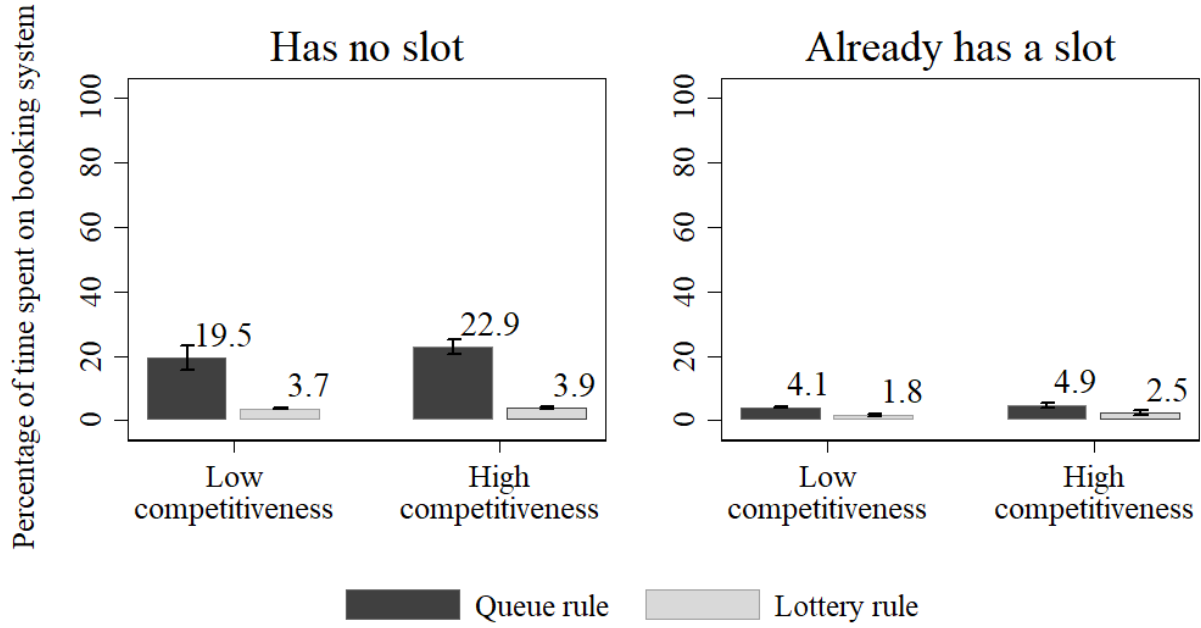 Percentage of time spent on booking system
Has no slot
100
80
60
40
20
0
19.5
3.7
22.9
3.9
Low
competitiveness
High
competitiveness
Already has a slot
100
80
60
40
20
0
4.1
1.8
4.9
2.5
Low
competitiveness
High
competitiveness
Queue rule
Lottery rule